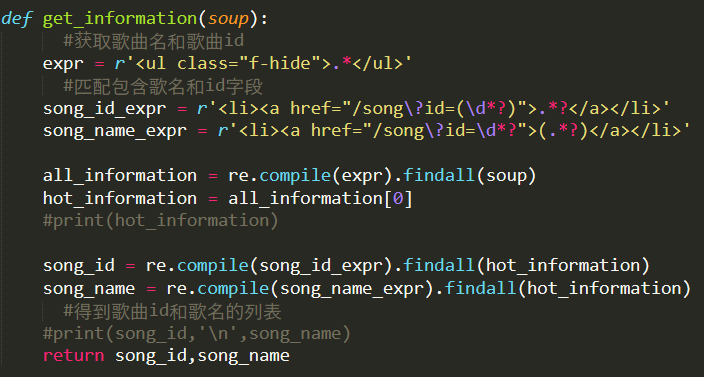 def get_information(soup):
#获取歌曲名和歌曲id
expr = r'<ul class="f-hide">.*</ul>'
#匹配包含歌名和id字段
song_id_expr = r'<li><a href="/song\?id=(\d*?)">.*?</a></li>'
song_name_expr = r'<li><a href="/song\?id=\d*?">(.*?)</a></li>'
all_information = re.compile(expr).findall(soup)
hot_information = all_information[0]
#print(hot_information)
song_id = re.compile(song_id_expr).findall(hot_information)
song_name = re.compile(song_name_expr).findall(hot_information)
#得到歌曲id和歌名的列表
#print(song_id,'\n',song_name)
return song_id,song_name